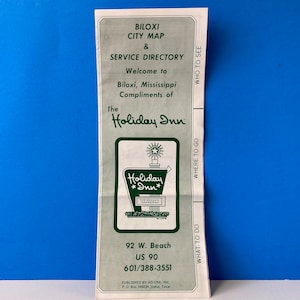 BILOXI
CITY MAP
&
SERVICE DIRECTORY
Welcome to
Biloxi, Mississippi
Compliments of
The
Holiday Inn
Holiday
Inn
92 W. Beach
US 90
601/388-3551
WHO TO SEE
WHERE TO GO
WHAT TO DO